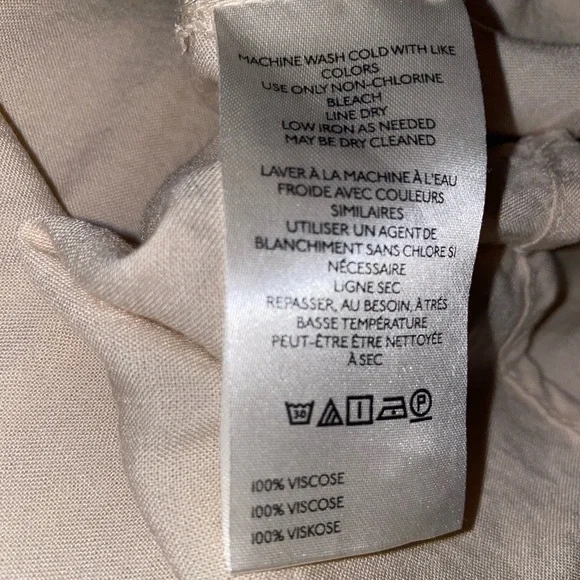 MACHINE WASH COLD WITH LIKE
COLORS
USE ONLY NON-CHLORINE
BLEACH
LINE DRY
LOW IRON AS NEEDED
MAY BE DRY CLEANED
LAVER À LA MACHINE À L'EAU
FROIDE AVEC COULEURS
SIMILAIRES
UTILISER UN AGENT DE
BLANCHIMENT SANS CHLORE SI
NÉCESSAIRE
LIGNE SEC
REPASSER, AU BESOIN, À TRÉS
BASSE TEMPÉRATURE
PEUT-ÊTRE ÊTRE NETTOYÉE
À SEC
30 P
100% VISCOSE
100% VISCOSE
100% VISKOSE